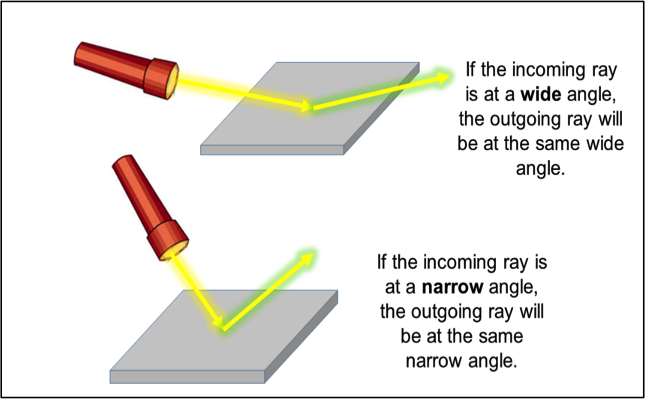 If the incoming ray
is at a wide angle,
the outgoing ray will
be at the same wide
angle.
If the incoming ray is
at a narrow angle,
the outgoing ray will
be at the same
narrow angle.